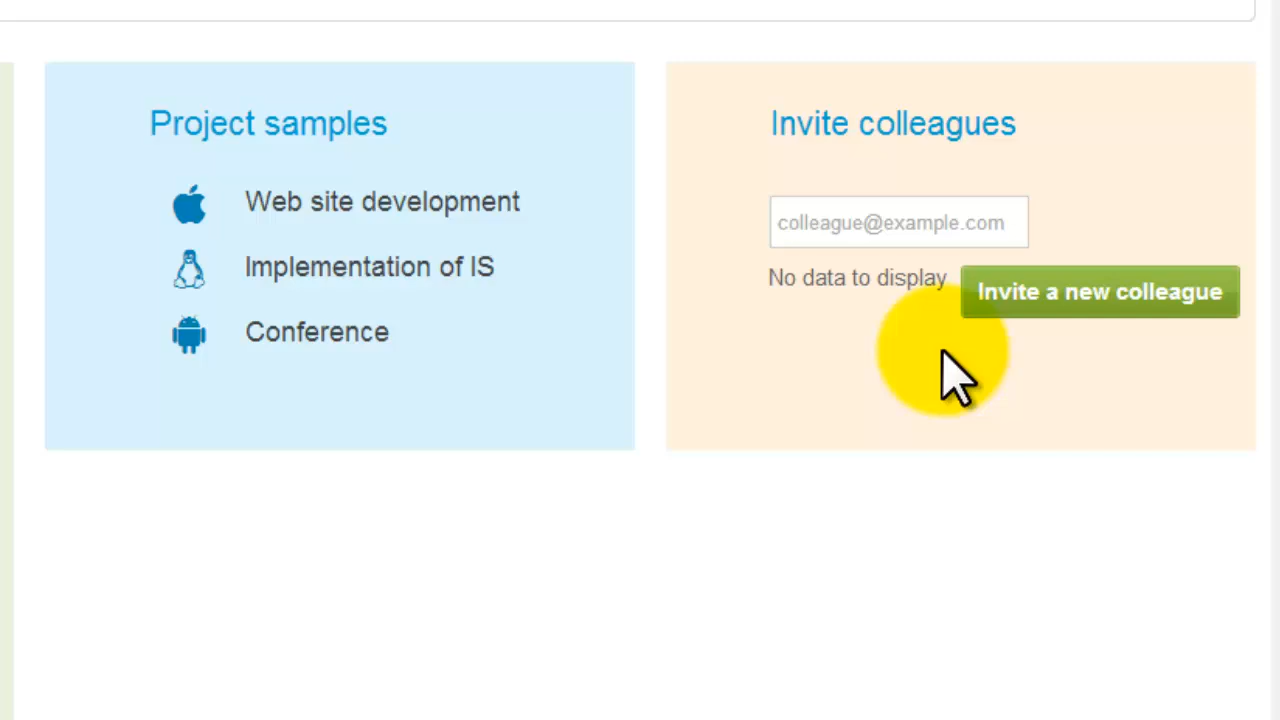 Project samples
Web site development
Implementation of IS
Conference
Invite colleagues
colleague@example.com
No data to display
Invite a new colleague